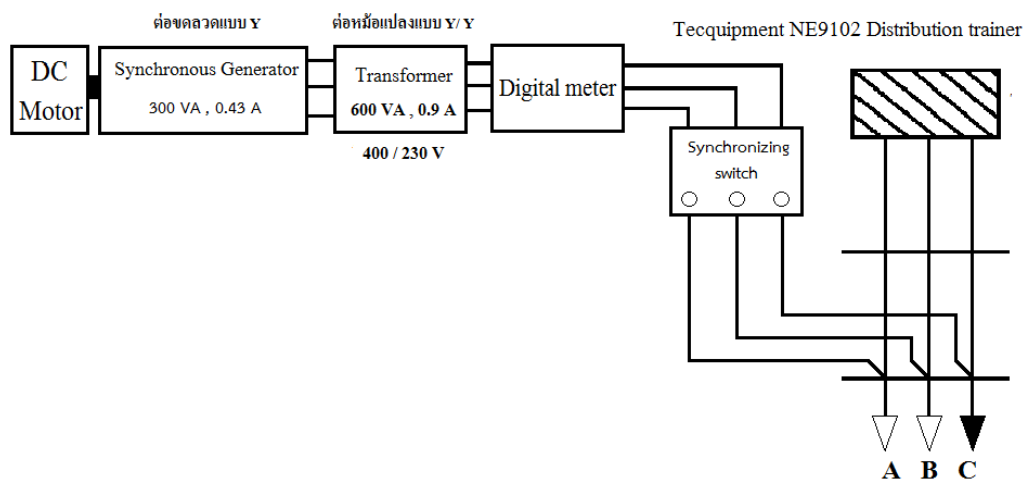 ต่อขดลวดแบบ Y
ต่อหม้อแปลงแบบ Y/ Y
Tecquipment NE9102 Distribution trainer
DC
Motor
Synchronous Generator
300 VA , 0.43 A
Transformer
600 VA , 0.9 A
400 / 230 V
Digital meter
Synchronizing
switch
A B C